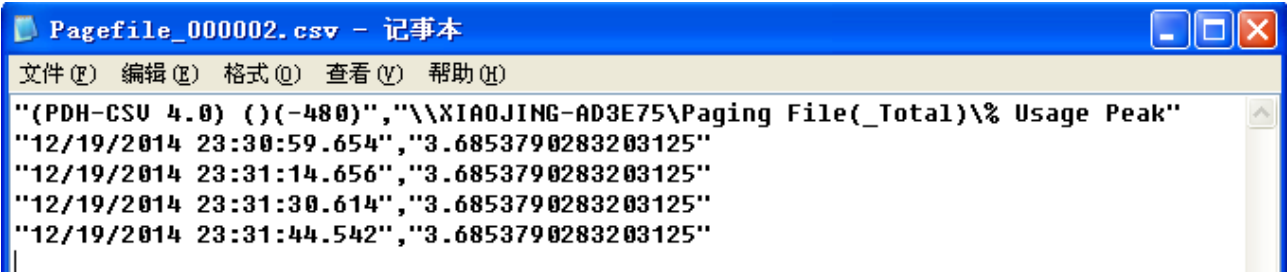 Pagefile_000002.csv - 记事本
文件(F) 编辑(E) 格式(O) 查看(V) 帮助(H)
"(PDH-CSV 4.0) ()(-480)","\\XIAOJING-AD3E75\Paging File(_Total)\% Usage Peak"
"12/19/2014 23:30:59.654","3.6853790283203125"
"12/19/2014 23:31:14.656","3.6853790283203125"
"12/19/2014 23:31:30.614","3.6853790283203125"
"12/19/2014 23:31:44.542","3.6853790283203125"